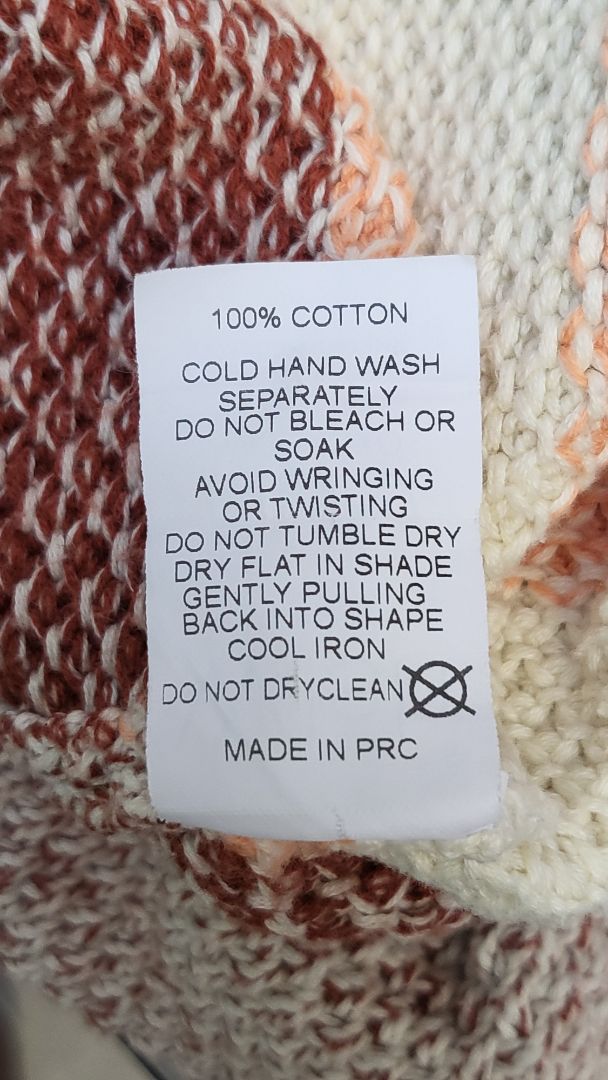 100% COTTON
COLD HAND WASH
SEPARATELY
DO NOT BLEACH OR
SOAK
AVOID WRINGING
OR TWISTING
DO NOT TUMBLE DRY
DRY FLAT IN SHADE
GENTLY PULLING
BACK INTO SHAPE
COOL IRON
DO NOT DRYCLEAN
MADE IN PRC